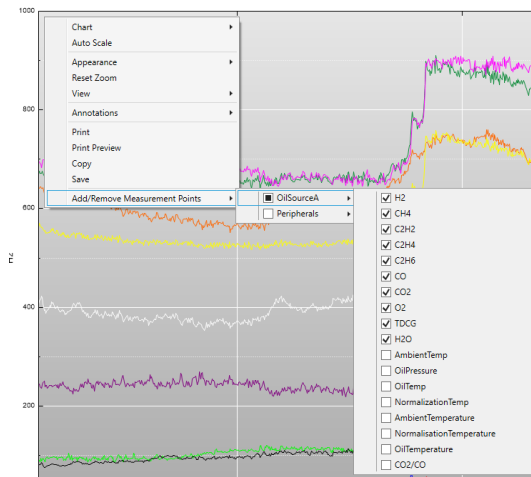 1000
Chart
Auto Scale
Appearance
Reset Zoom
View
Annotations
Print
Print Preview
Copy
Save
Add/Remove Measurement Points
OilSourceA
Peripherals
H2
CH4
C2H2
C2H4
C2H6
CO
CO2
O2
TDCG
H2O
AmbientTemp
OilPressure
OilTemp
NormalizationTemp
AmbientTemperature
NormalisationTemperature
OilTemperature
CO2/CO
800
600
400
200
H2